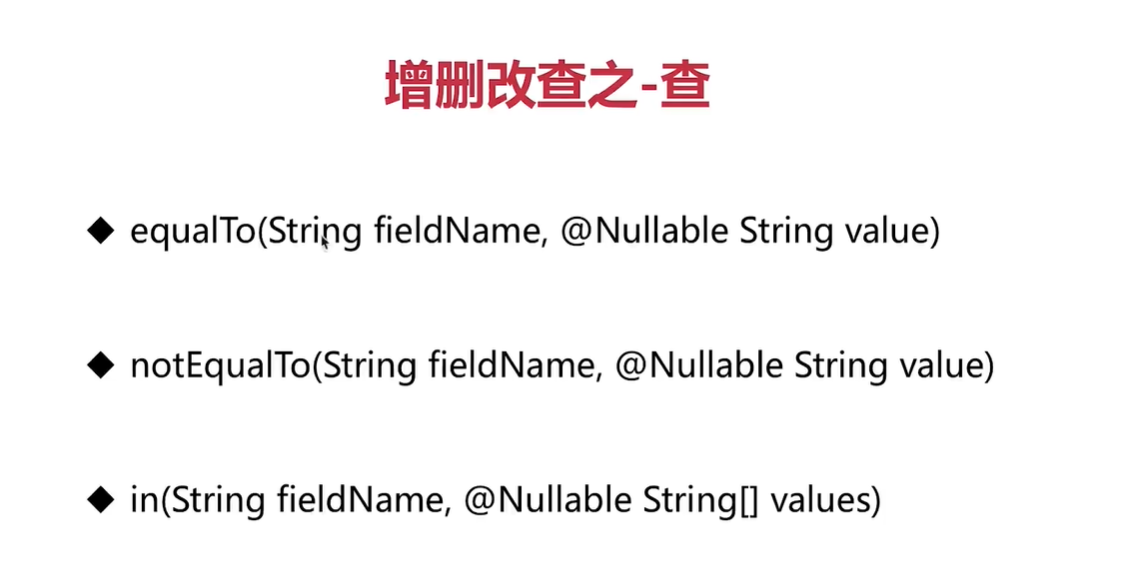 增删改查之-查
◆ equalTo(String fieldName, @Nullable String value)
◆ notEqualTo(String fieldName, @Nullable String value)
◆ in(String fieldName, @Nullable String[] values)